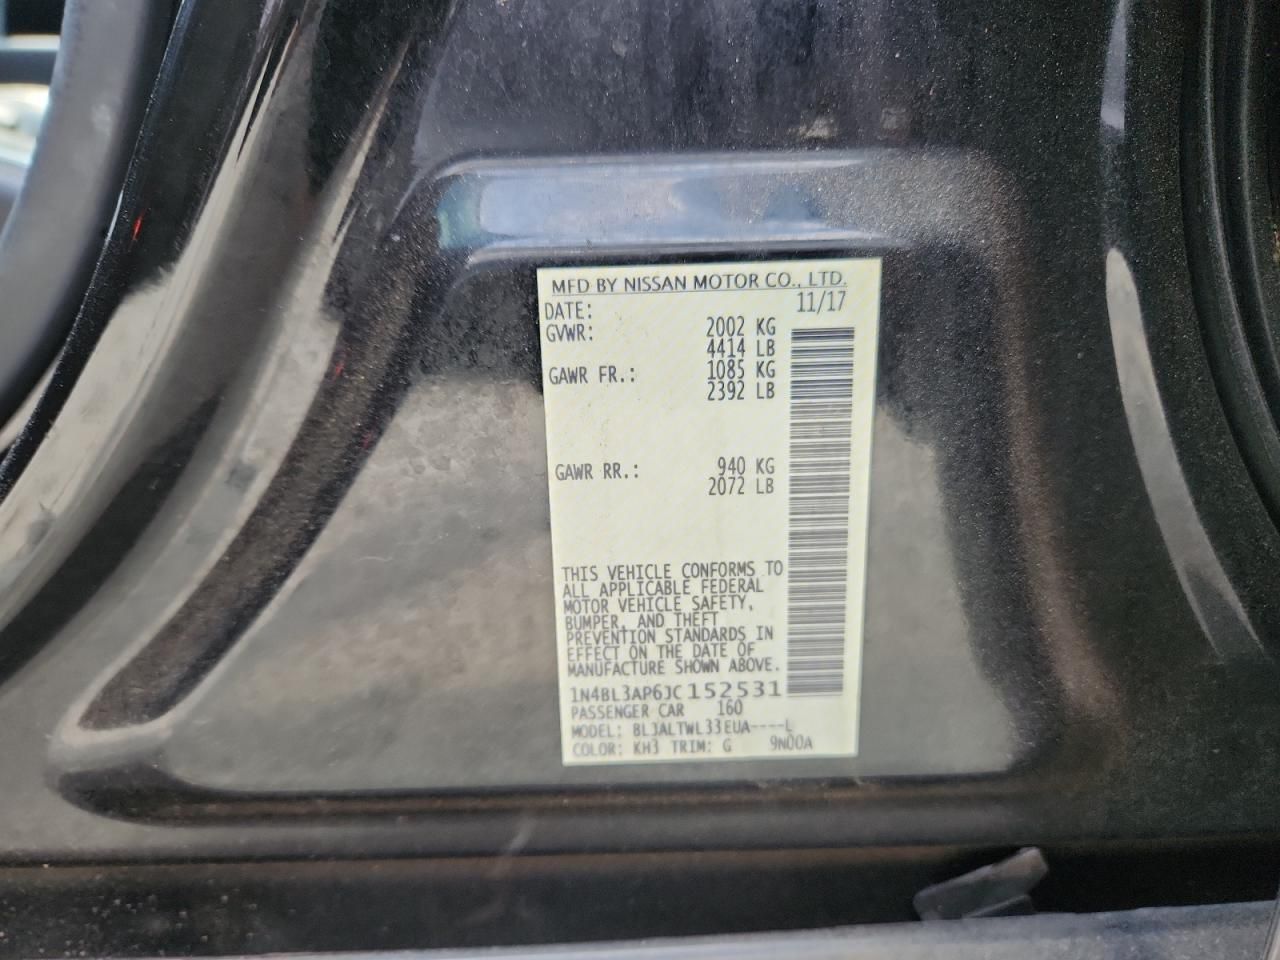 MFD BY NISSAN MOTOR CO., LTD.
DATE: 11/17
GVWR: 2002 KG
4414 LB
GAWR FR.: 1085 KG
2392 LB
GAWR RR.: 940 KG
2072 LB
THIS VEHICLE CONFORMS TO
ALL APPLICABLE FEDERAL
MOTOR VEHICLE SAFETY,
BUMPER, AND THEFT
PREVENTION STANDARDS IN
EFFECT ON THE DATE OF
MANUFACTURE SHOWN ABOVE.
1N4BL3AP6JC152531
PASSENGER CAR 160
MODEL: BL3ALTWL33EUA----L
COLOR: KH3 TRIM: G 9N00A